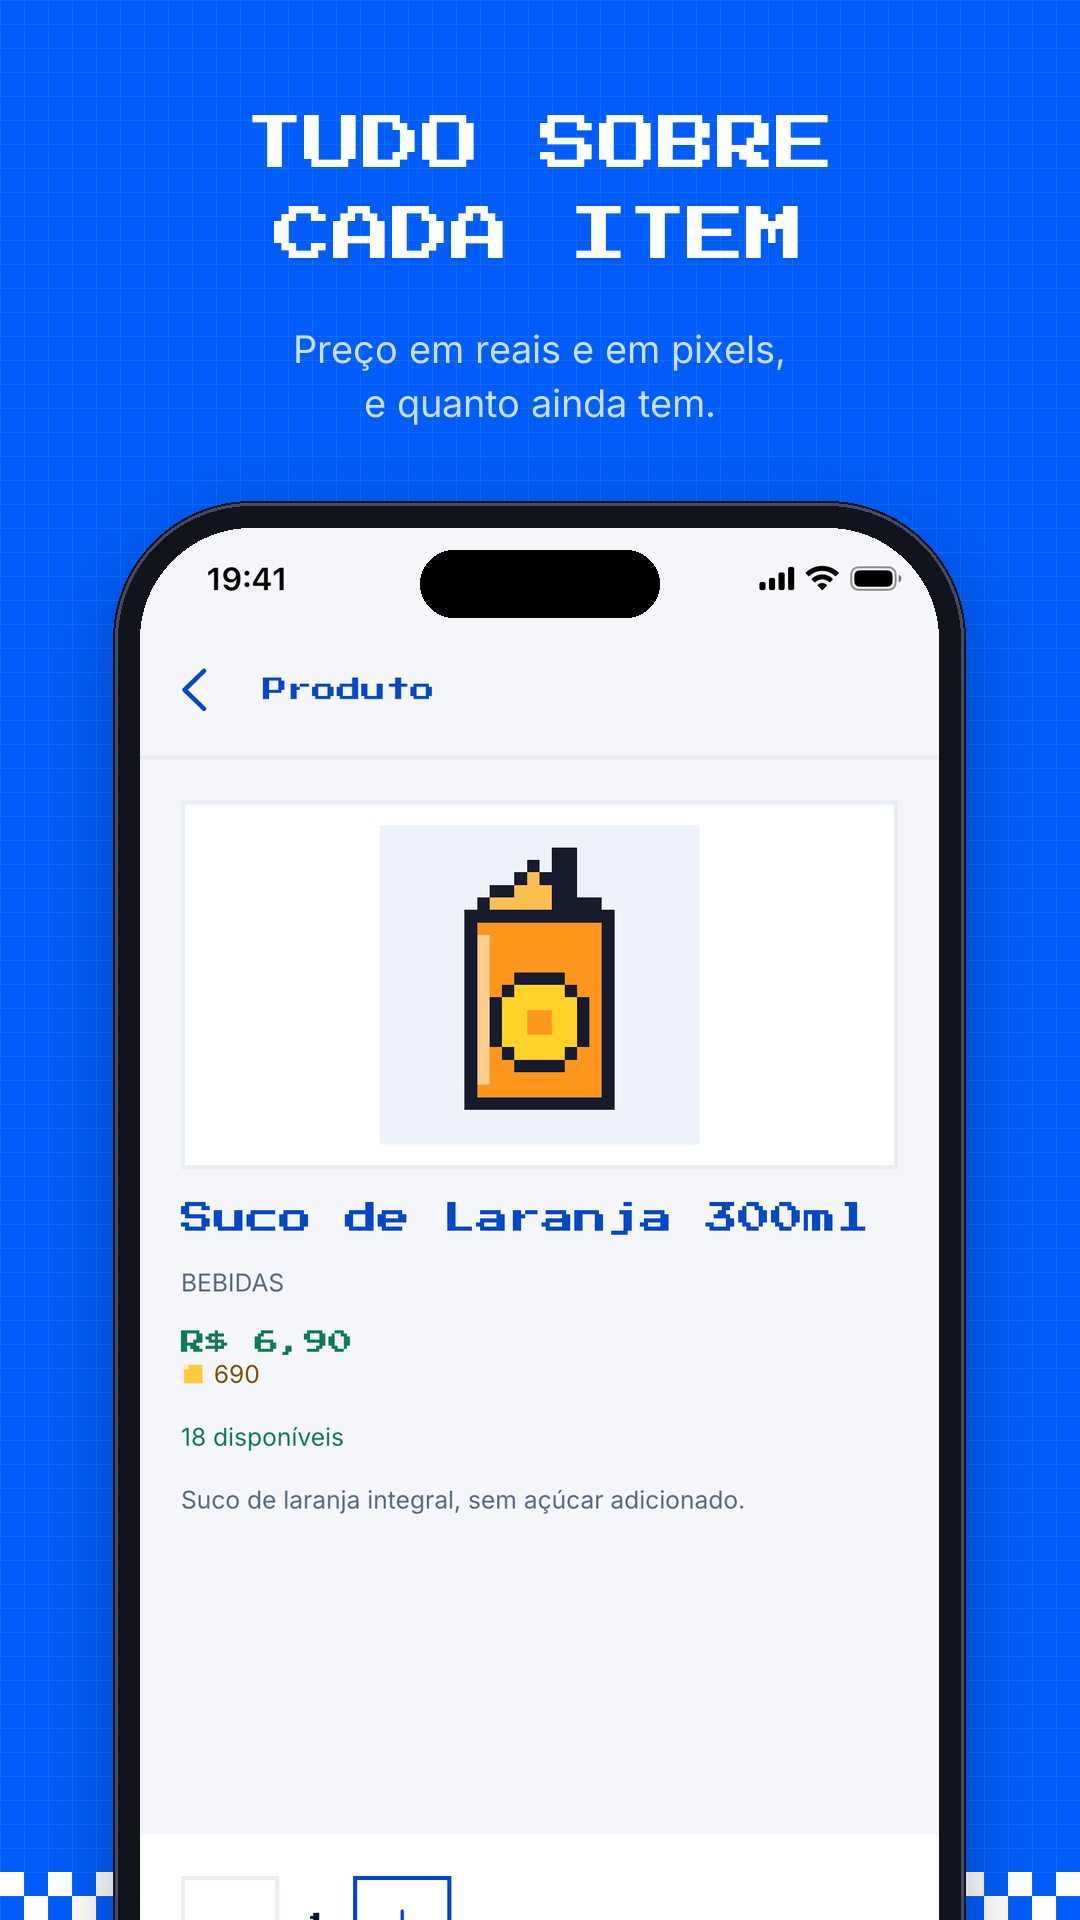 TUDO SOBRE
CADA ITEM
Preço em reais e em pixels,
e quanto ainda tem.
19:41
Produto
Suco de Laranja 300ml
BEBIDAS
R$ 6,90
690
18 disponíveis
Suco de laranja integral, sem açúcar adicionado.